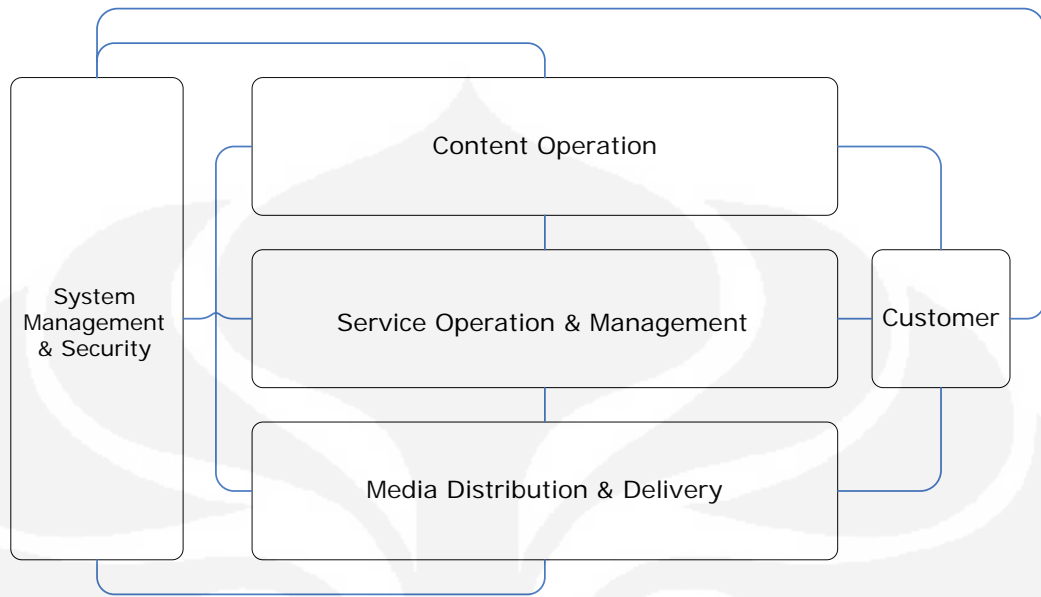 Content Operation
System
Management
& Security
Service Operation & Management
Customer
Media Distribution & Delivery